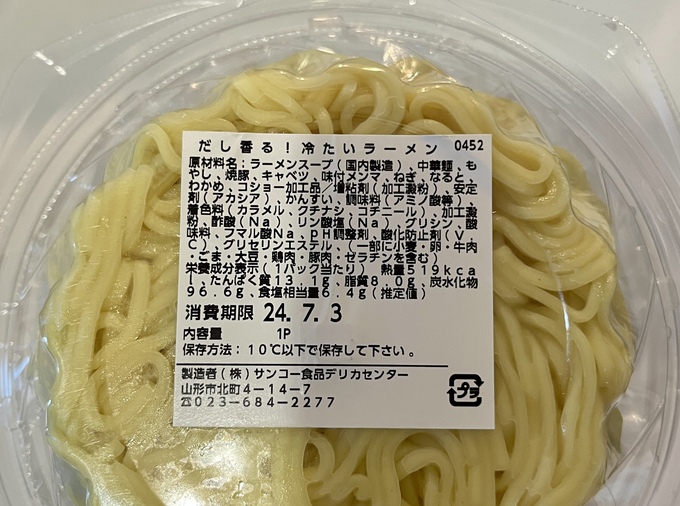 だし香る!冷たいラーメン 0452
原材料名:ラーメンスープ(国内製造)、中華麺、も
やし、焼豚、キャベツ、味付メンマ、ねぎ、なると、
わかめ、コショー加工品/増粘剤(加工澱粉)、安定
剤(アカシア)、かんすい、調味料(アミノ酸等)、
着色料(カラメル、クチナシ、コチニール)、加工澱
粉、酢酸(Na)、リン酸塩(Na)、グリシン、酸
味料、フマル酸Na、pH調整剤、酸化防止剤(V.
C)、グリセリンエステル、(一部に小麦・卵・牛肉
・ごま・大豆・鶏肉・豚肉・ゼラチンを含む)
栄養成分表示(1パック当たり) 熱量519kca
l、たんぱく質13.1g、脂質8.0g、炭水化物
96.6g、食塩相当量6.4g(推定値)
消費期限 24.7.3
内容量 1P
保存方法:10℃以下で保存して下さい。
製造者(株)サンコー食品デリカセンター
山形市北町4-14-7
☎023-684-2277
プラ